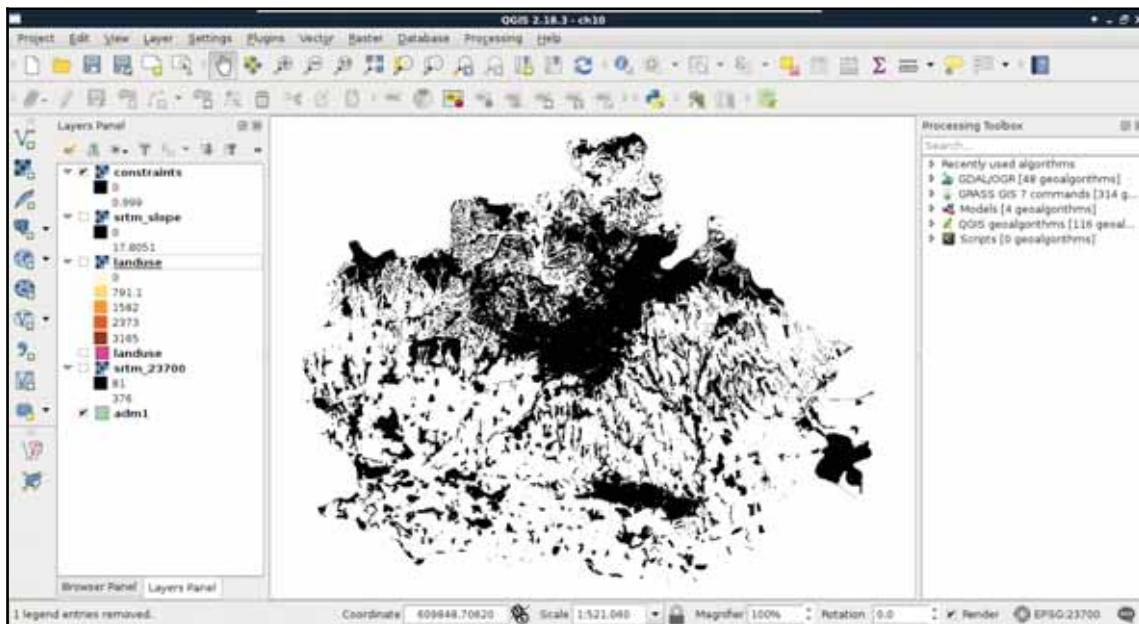 QGIS 2.18.3 - ch10
Project Edit View Layer Settings Plugins Vector Raster Database Processing Help
Layers Panel
constraints
0
0.999
srtm_slope
0
17.8051
landuse
0
791.1
1582
2373
3165
landuse
srtm_23700
81
376
adm1
Browser Panel Layers Panel
Processing Toolbox
Search...
Recently used algorithms
GDAL/OGR [48 geoalgorithms]
GRASS GIS 7 commands [314 g...
Models [4 geoalgorithms]
QGIS geoalgorithms [116 geoal...
Scripts [0 geoalgorithms]
1 legend entries removed. Coordinate 609848.70820 Scale 1:521.060 Magnifier 100% Rotation 0.0 Render EPSG:23700